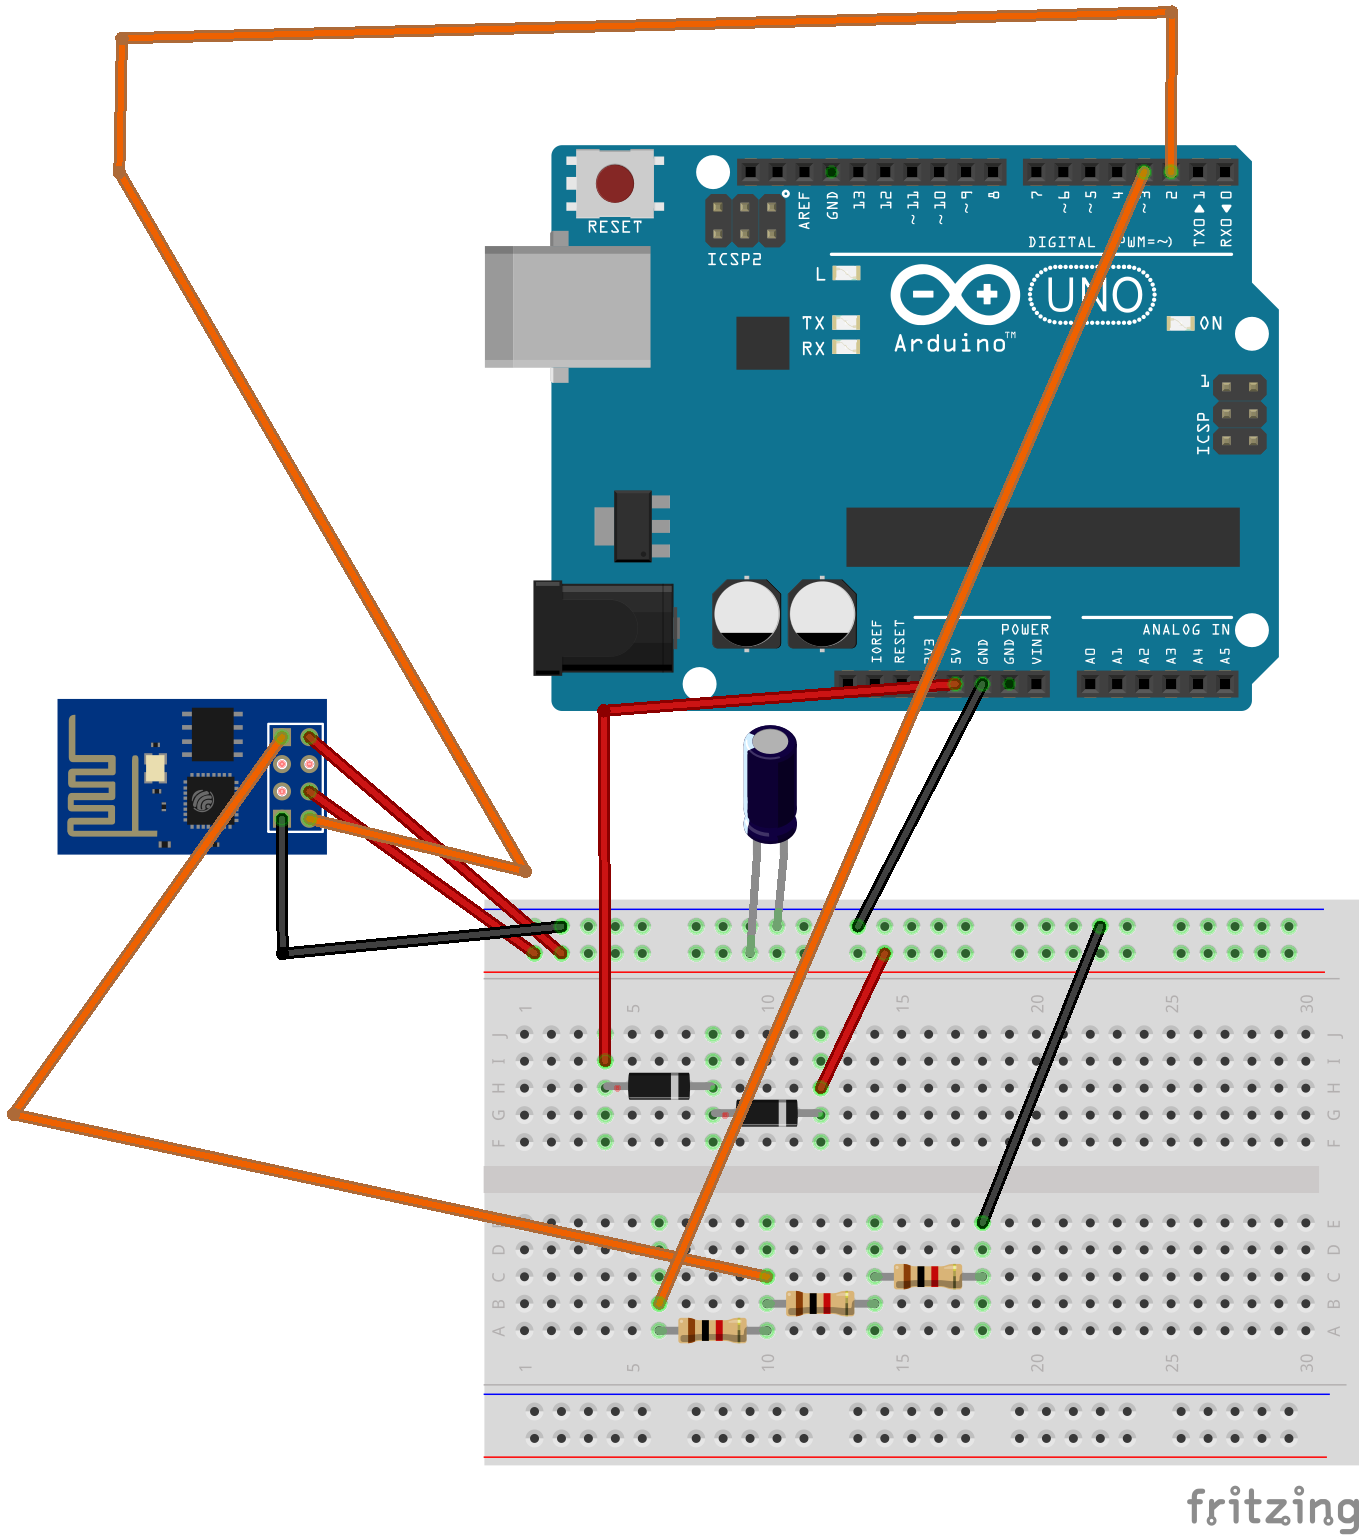 RESET
ICSP2
AREF
GND
13
12
~11
~10
~9
8
7
~6
~5
4
~3
2
TX0▶1
RX0◀0
DIGITAL (PWM=~)
L
TX
RX
UNO
Arduino™
ON
1
ICSP
IOREF
RESET
3V3
5V
GND
GND
VIN
POWER
ANALOG IN
A0
A1
A2
A3
A4
A5
1
5
10
15
20
25
30
J
J
I
I
H
H
G
G
F
F
E
E
D
D
C
C
B
B
A
A
1
5
10
15
20
25
30
fritzing